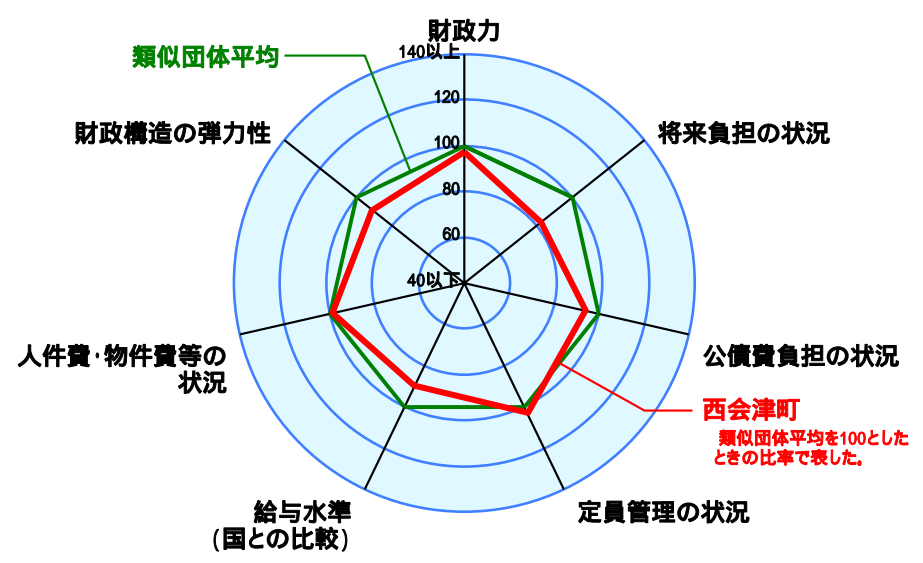 財政力
140以上
類似団体平均
120
財政構造の弾力性
将来負担の状況
100
80
60
40以下
人件費・物件費等の
状況
公債費負担の状況
西会津町
類似団体平均を100とした
ときの比率で表した。
給与水準
(国との比較)
定員管理の状況